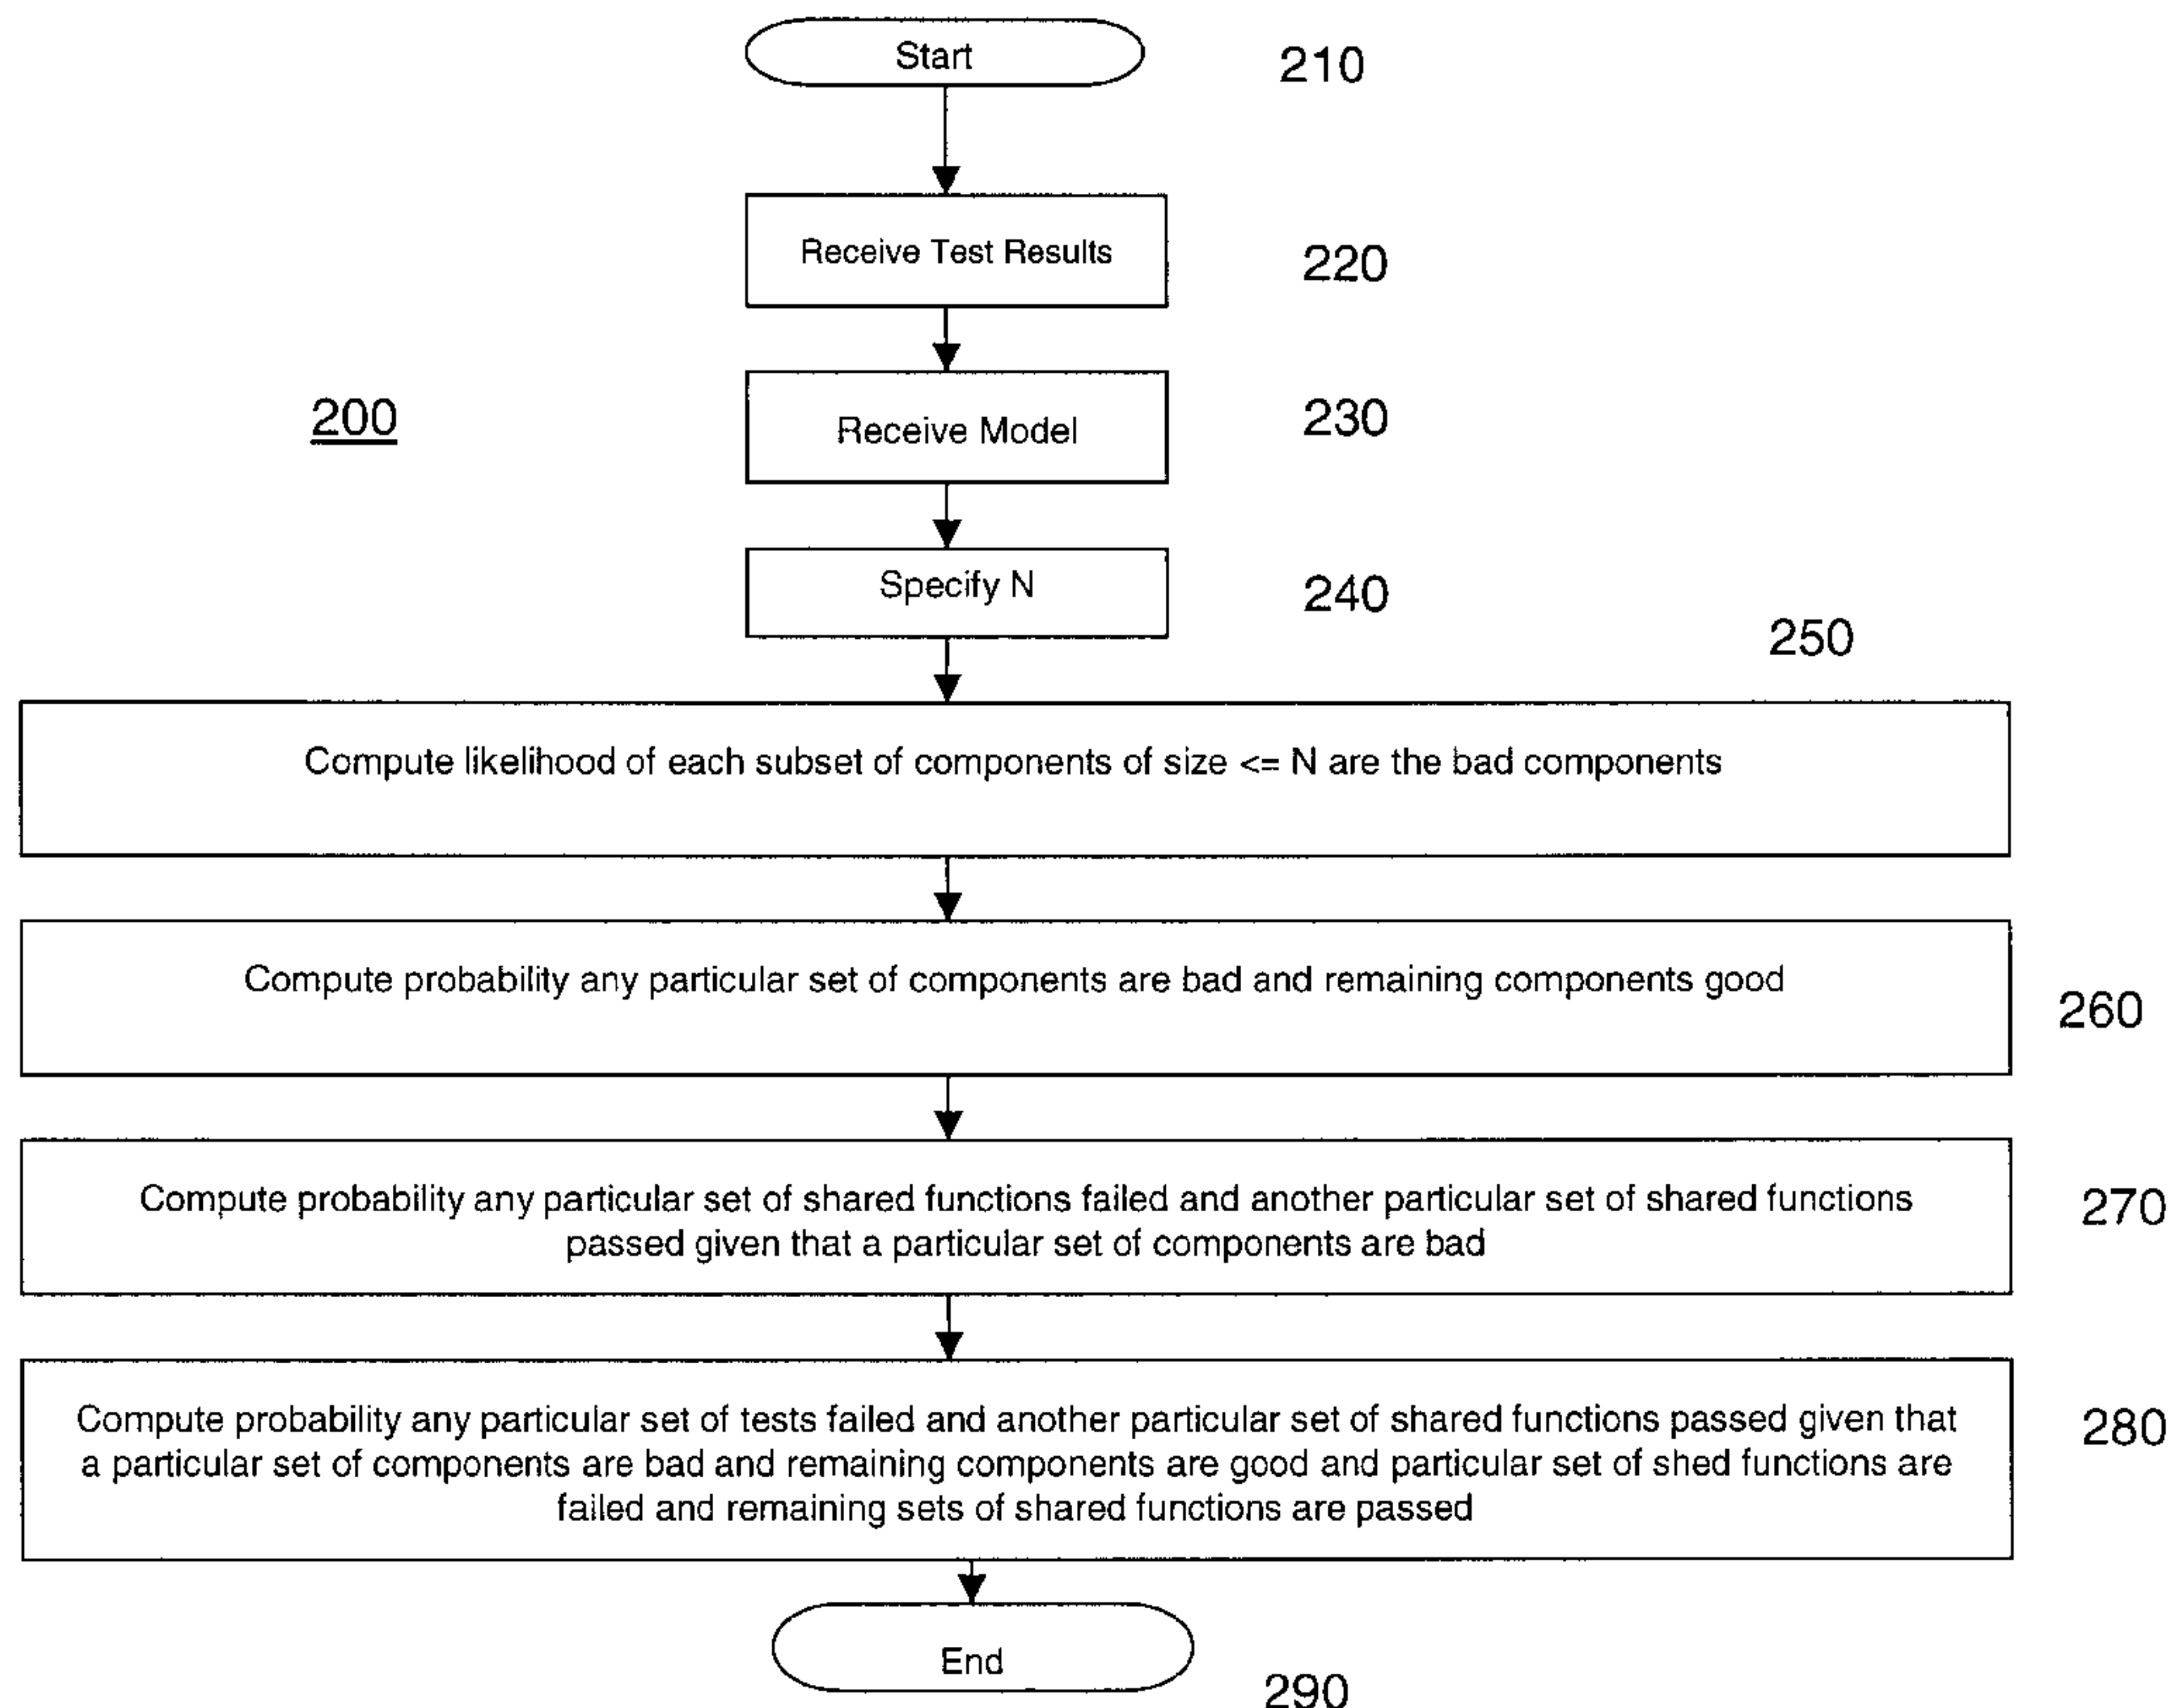 Start
210
Receive Test Results
220
200
Receive Model
230
Specify N
240
250
Compute likelihood of each subset of components of size <= N are the bad components
Compute probability any particular set of components are bad and remaining components good
260
Compute probability any particular set of shared functions failed and another particular set of shared functions
passed given that a particular set of components are bad
270
Compute probability any particular set of tests failed and another particular set of shared functions passed given that
a particular set of components are bad and remaining components are good and particular set of shed functions are
failed and remaining sets of shared functions are passed
280
End
290